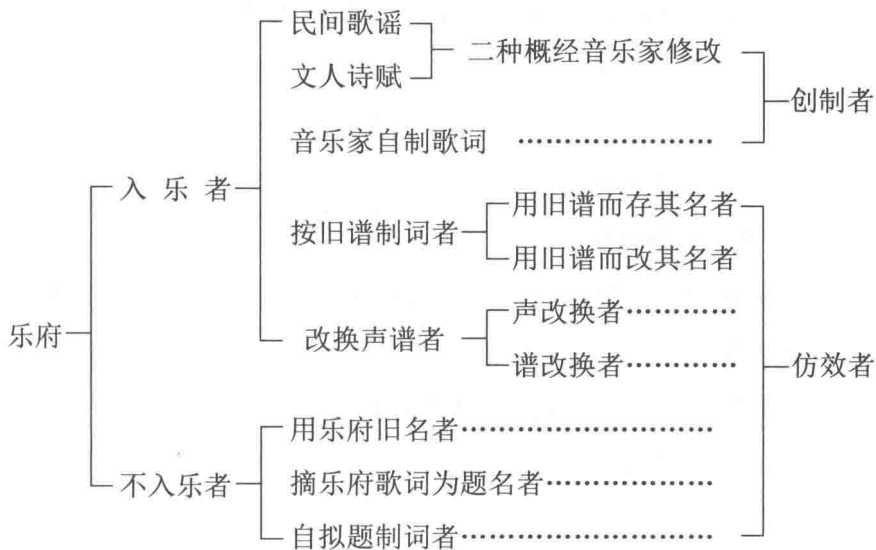 民间歌谣
二种概经音乐家修改
文人诗赋
创制者
音乐家自制歌词 ……………………
入 乐 者
用旧谱而存其名者
按旧谱制词者
用旧谱而改其名者
声改换者…………
乐府
改换声谱者
谱改换者…………
仿效者
用乐府旧名者………………………
不入乐者
摘乐府歌词为题名者………………
自拟题制词者………………………